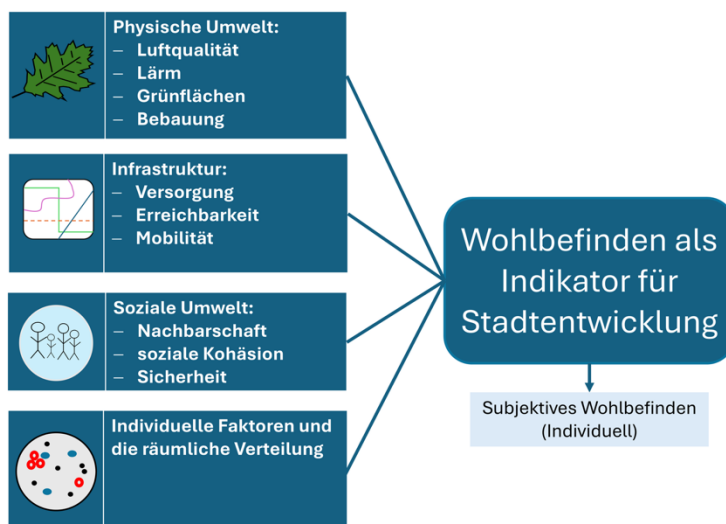 Physische Umwelt:
– Luftqualität
– Lärm
– Grünflächen
– Bebauung
Infrastruktur:
– Versorgung
– Erreichbarkeit
– Mobilität
Soziale Umwelt:
– Nachbarschaft
– soziale Kohäsion
– Sicherheit
Individuelle Faktoren und
die räumliche Verteilung
Wohlbefinden als
Indikator für
Stadtentwicklung
Subjektives Wohlbefinden
(Individuell)